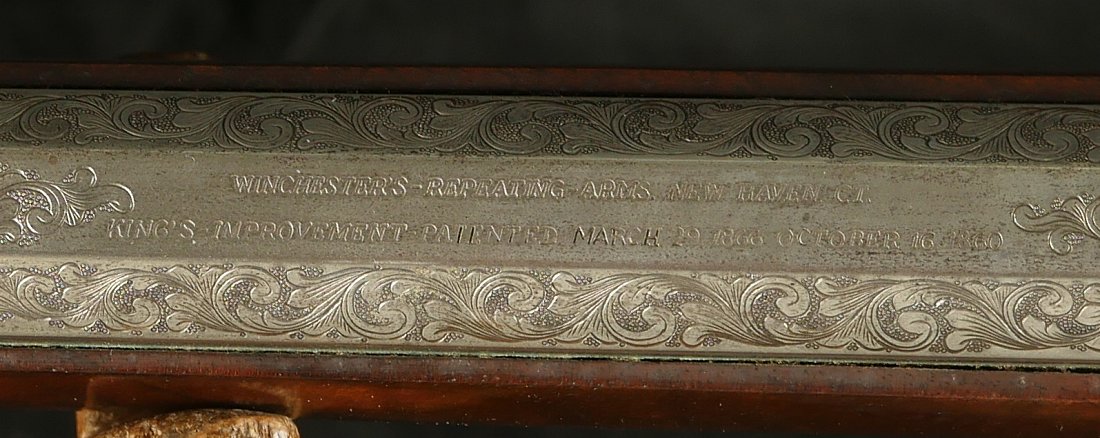 WINCHESTER'S-REPEATING-ARMS. NEW HAVEN. CT.
KING'S-IMPROVEMENT-PATENTED. MARCH 29. 1866. OCTOBER 16. 1860.